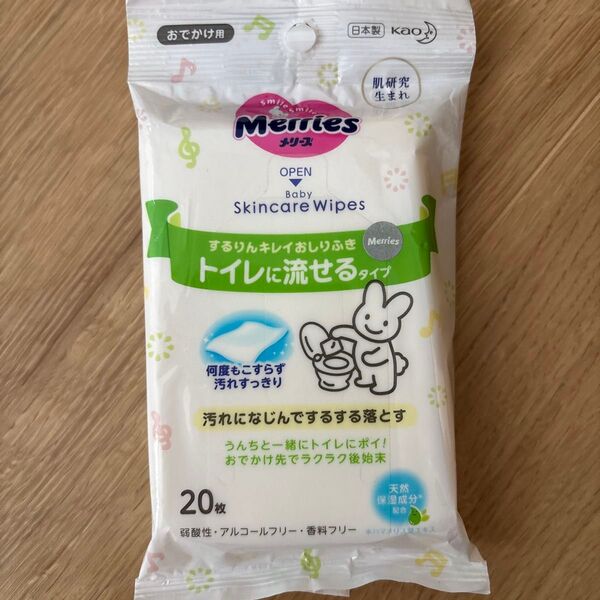 おでかけ用
日本製 Kao
肌研究
生まれ
smile smile
Merries
メリーズ
OPEN
Baby
Skincare Wipes
するりんキレイおしりふき
Merries
トイレに流せるタイプ
何度もこすらず
汚れすっきり
汚れになじんでするする落とす
うんちと一緒にトイレにポイ!
おでかけ先でラクラク後始末
天然
保湿成分*
配合
20枚
弱酸性・アルコールフリー・香料フリー